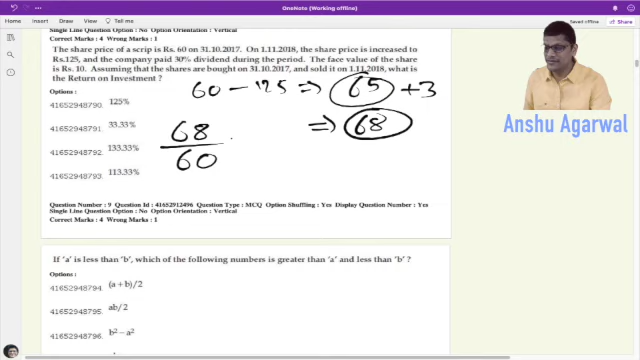 OneNote (Working offline)
Home Insert Draw View Tell me
Saved offline Share
Single Line Question Option : No Option Orientation : Vertical
Correct Marks : 4 Wrong Marks : 1
The share price of a scrip is Rs. 60 on 31.10.2017. On 1.11.2018, the share price is increased to
Rs.125, and the company paid 30% dividend during the period. The face value of the share
is Rs. 10. Assuming that the shares are bought on 31.10.2017 and sold it on 1.11.2018, what is
the Return on Investment ?
60 - 125 ⇒ 65 + 3
Options :
41652948790. 125%
⇒ 68
41652948791. 33.33%
68
60
41652948792. 133.33%
41652948793. 113.33%
Anshu Agarwal
Question Number : 9 Question Id : 41652912496 Question Type : MCQ Option Shuffling : Yes Display Question Number : Yes
Single Line Question Option : No Option Orientation : Vertical
Correct Marks : 4 Wrong Marks : 1
If 'a' is less than 'b', which of the following numbers is greater than 'a' and less than 'b' ?
Options :
41652948794. (a + b)/2
41652948795. ab/2
41652948796. b² – a²